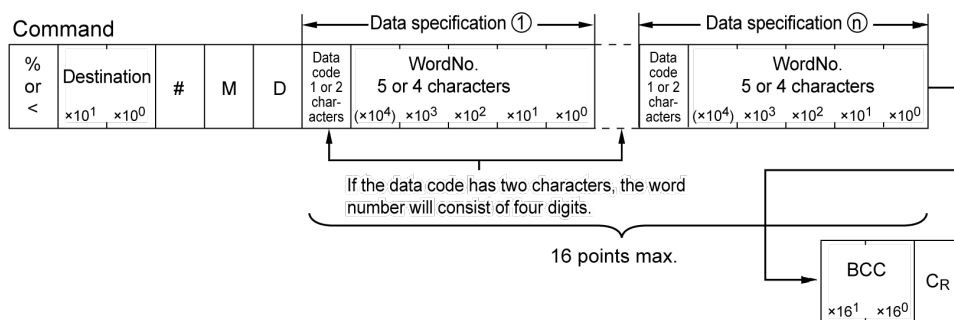 Command
Data specification ①
Data specification ⓝ
%
or
<
Destination
×10¹ ×10⁰
#
M
D
Data
code
1 or 2
char-
acters
WordNo.
5 or 4 characters
(×10⁴) ×10³ ×10² ×10¹ ×10⁰
Data
code
1 or 2
char-
acters
WordNo.
5 or 4 characters
(×10⁴) ×10³ ×10² ×10¹ ×10⁰
If the data code has two characters, the word
number will consist of four digits.
16 points max.
BCC
×16¹ ×16⁰
CR